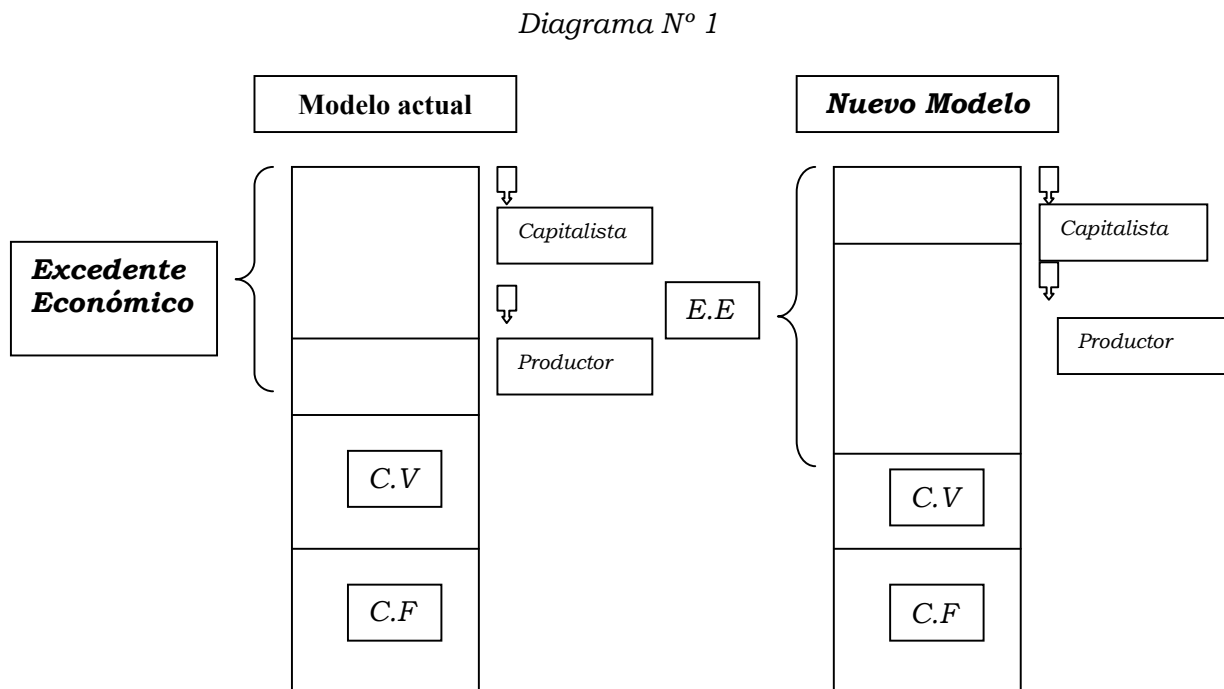 Diagrama Nº 1
Modelo actual
Nuevo Modelo
Excedente
Económico
Capitalista
Productor
C.V
C.F
E.E
Capitalista
Productor
C.V
C.F